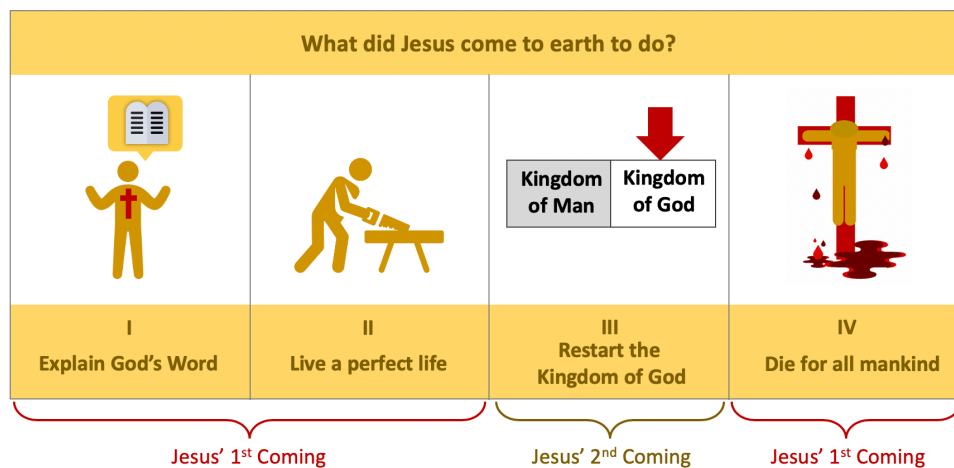 What did Jesus come to earth to do?
Kingdom
of Man
Kingdom
of God
I
Explain God's Word
II
Live a perfect life
III
Restart the
Kingdom of God
IV
Die for all mankind
Jesus' 1st Coming
Jesus' 2nd Coming
Jesus' 1st Coming